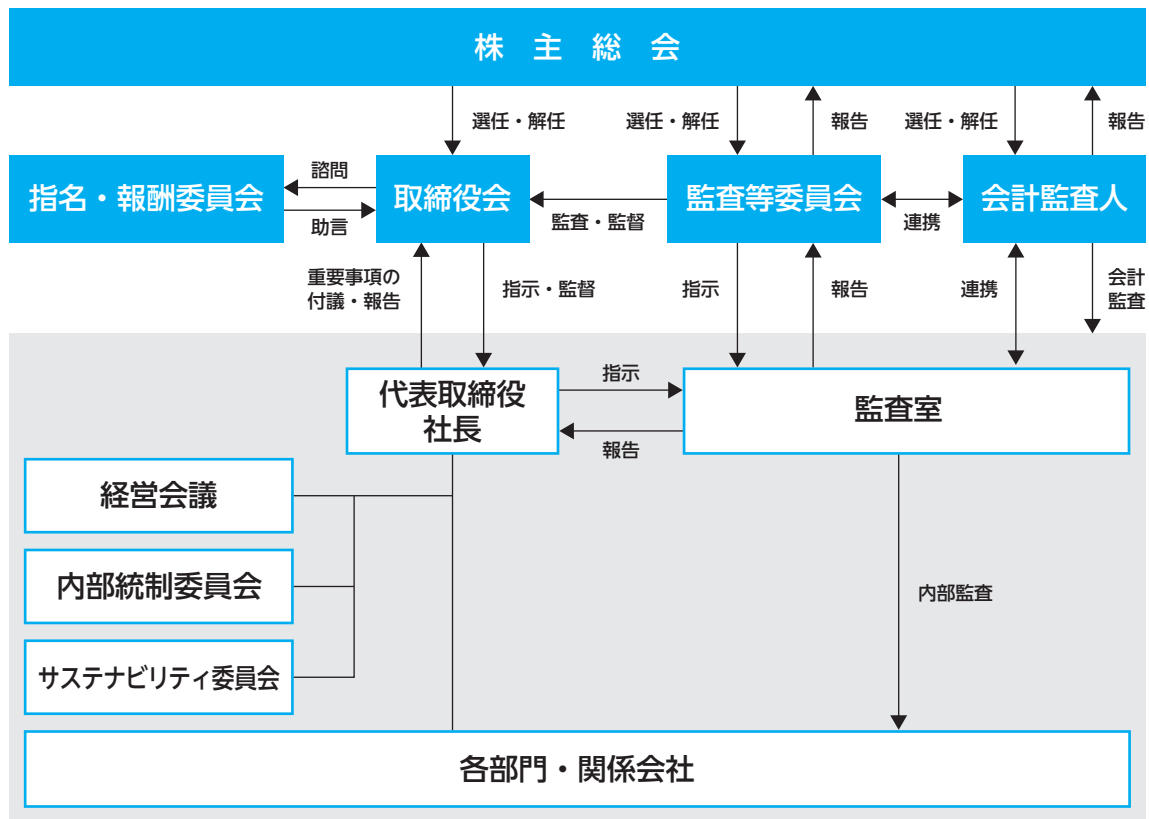 株主総会
選任・解任
選任・解任
報告
選任・解任
報告
指名・報酬委員会
諮問
助言
取締役会
監査・監督
監査等委員会
連携
会計監査人
重要事項の
付議・報告
指示・監督
指示
報告
連携
会計
監査
代表取締役
社長
指示
報告
監査室
経営会議
内部統制委員会
サステナビリティ委員会
内部監査
各部門・関係会社